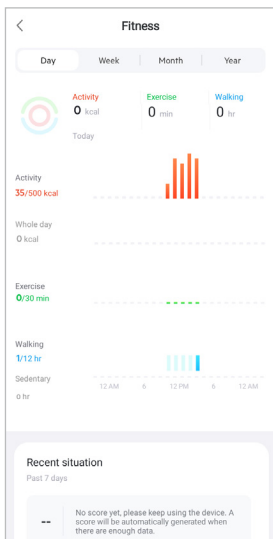 Fitness
Day Week Month Year
Activity Exercise Walking
0 kcal 0 min 0 hr
Today
Activity
35/500 kcal
Whole day
0 kcal
Exercise
0/30 min
Walking
1/12 hr
Sedentary
0 hr
12 AM 6 12 PM 6 12 AM
Recent situation
Past 7 days
-- No score yet, please keep using the device. A
score will be automatically generated when
there are enough data.